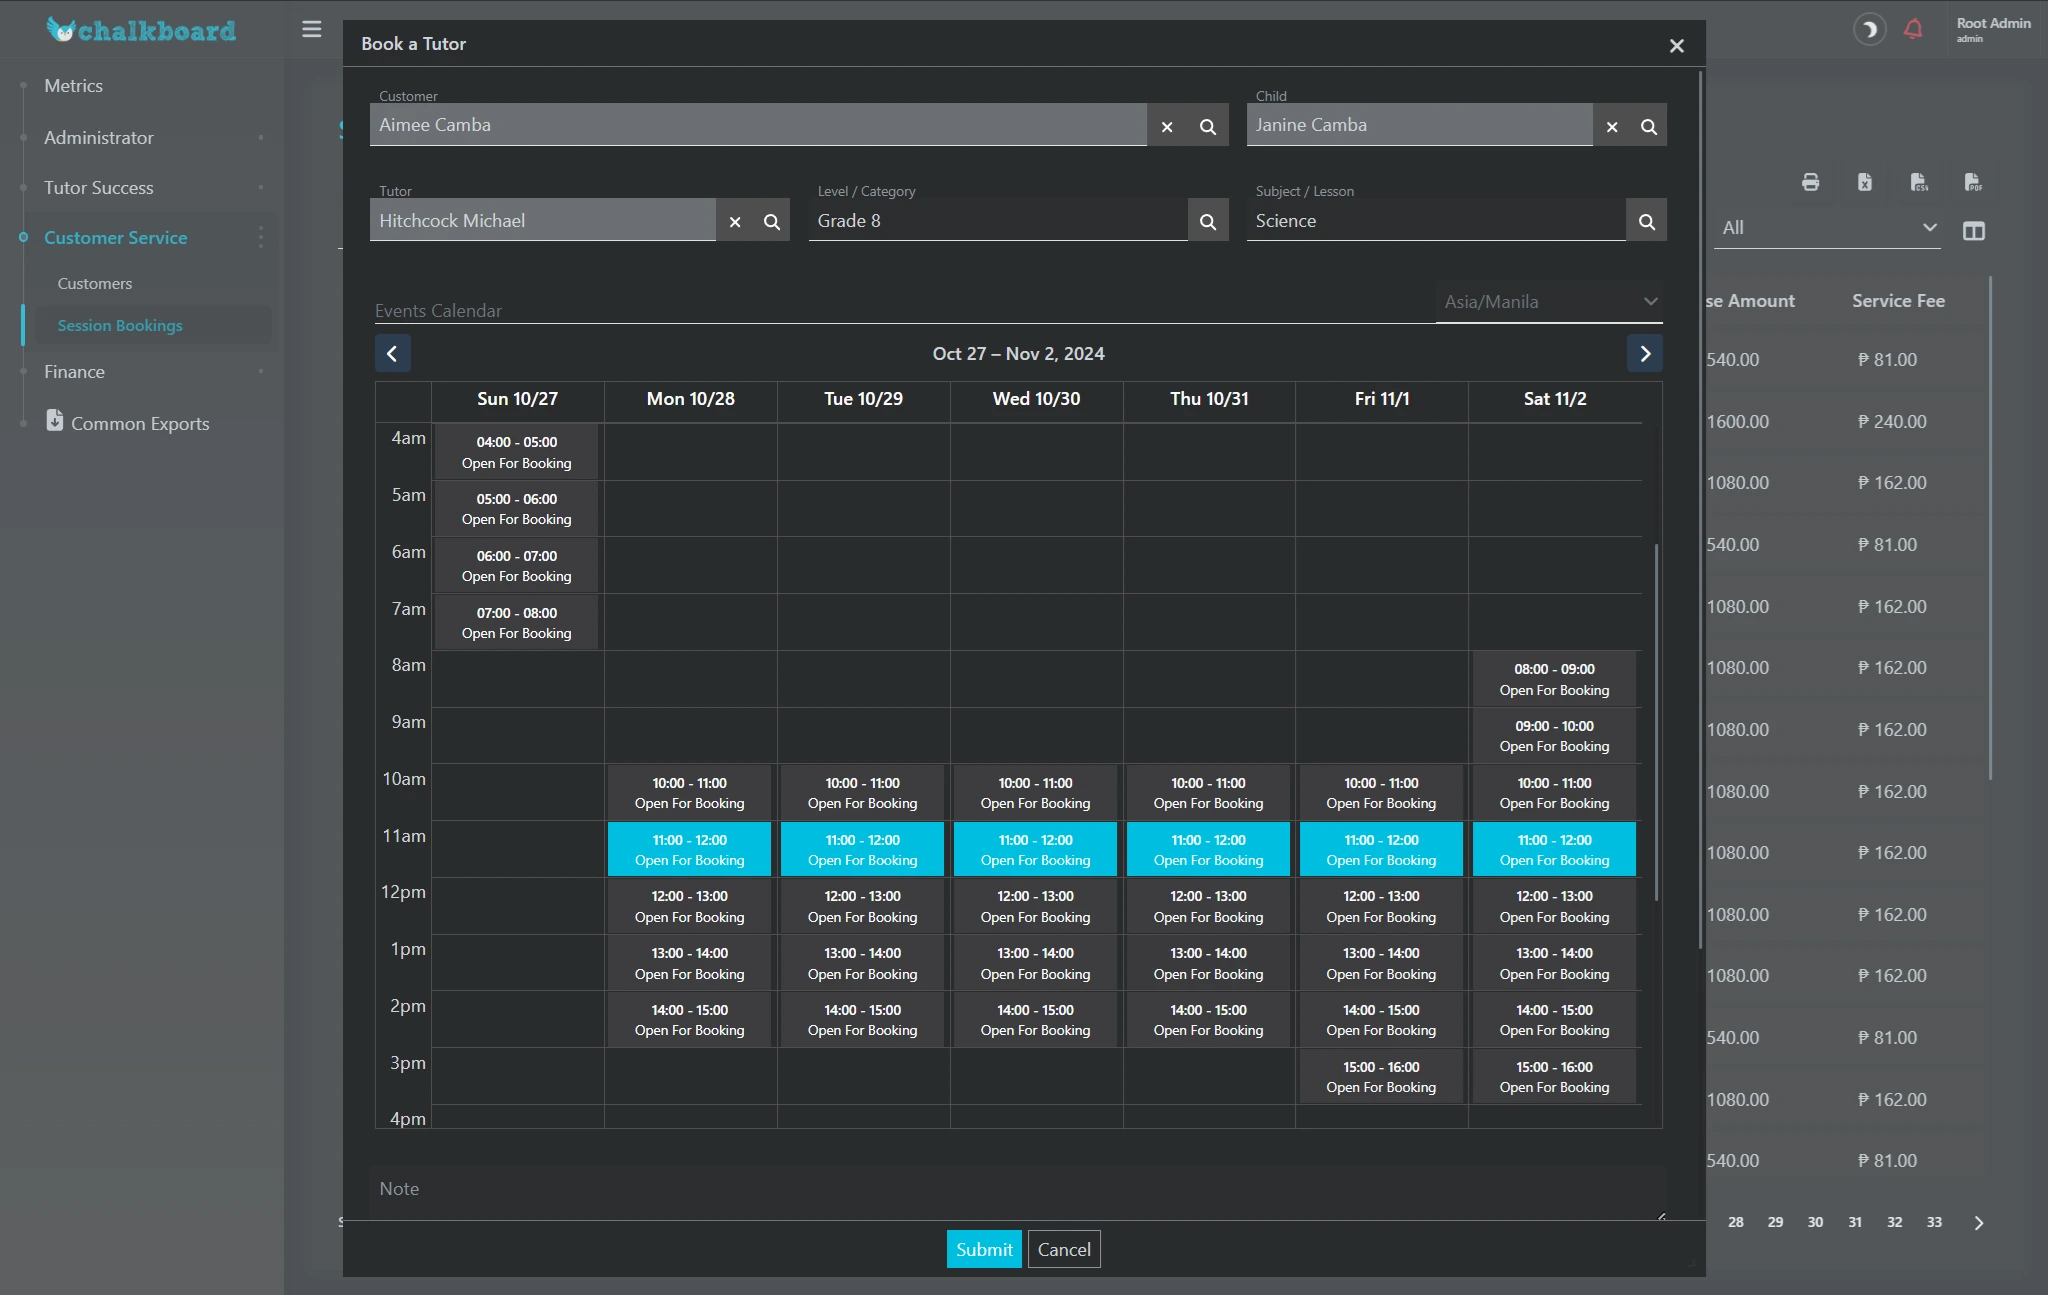 chalkboard
Root Admin
admin
Metrics
Administrator
Tutor Success
Customer Service
Customers
Session Bookings
Finance
Common Exports
Book a Tutor
Customer
Aimee Camba
Child
Janine Camba
Tutor
Hitchcock Michael
Level / Category
Grade 8
Subject / Lesson
Science
Events Calendar
Asia/Manila
Oct 27 – Nov 2, 2024
Sun 10/27 Mon 10/28 Tue 10/29 Wed 10/30 Thu 10/31 Fri 11/1 Sat 11/2
4am 04:00 - 05:00
Open For Booking
5am 05:00 - 06:00
Open For Booking
6am 06:00 - 07:00
Open For Booking
7am 07:00 - 08:00
Open For Booking
8am 08:00 - 09:00
Open For Booking
9am 09:00 - 10:00
Open For Booking
10am 10:00 - 11:00 10:00 - 11:00 10:00 - 11:00 10:00 - 11:00 10:00 - 11:00 10:00 - 11:00
Open For Booking Open For Booking Open For Booking Open For Booking Open For Booking Open For Booking
11am 11:00 - 12:00 11:00 - 12:00 11:00 - 12:00 11:00 - 12:00 11:00 - 12:00 11:00 - 12:00
Open For Booking Open For Booking Open For Booking Open For Booking Open For Booking Open For Booking
12pm 12:00 - 13:00 12:00 - 13:00 12:00 - 13:00 12:00 - 13:00 12:00 - 13:00 12:00 - 13:00
Open For Booking Open For Booking Open For Booking Open For Booking Open For Booking Open For Booking
1pm 13:00 - 14:00 13:00 - 14:00 13:00 - 14:00 13:00 - 14:00 13:00 - 14:00 13:00 - 14:00
Open For Booking Open For Booking Open For Booking Open For Booking Open For Booking Open For Booking
2pm 14:00 - 15:00 14:00 - 15:00 14:00 - 15:00 14:00 - 15:00 14:00 - 15:00 14:00 - 15:00
Open For Booking Open For Booking Open For Booking Open For Booking Open For Booking Open For Booking
3pm 15:00 - 16:00 15:00 - 16:00
Open For Booking Open For Booking
4pm
Note
Submit Cancel
CSV PDF
All
se Amount Service Fee
540.00 ₱ 81.00
1600.00 ₱ 240.00
1080.00 ₱ 162.00
540.00 ₱ 81.00
1080.00 ₱ 162.00
1080.00 ₱ 162.00
1080.00 ₱ 162.00
1080.00 ₱ 162.00
1080.00 ₱ 162.00
1080.00 ₱ 162.00
1080.00 ₱ 162.00
540.00 ₱ 81.00
1080.00 ₱ 162.00
540.00 ₱ 81.00
28 29 30 31 32 33